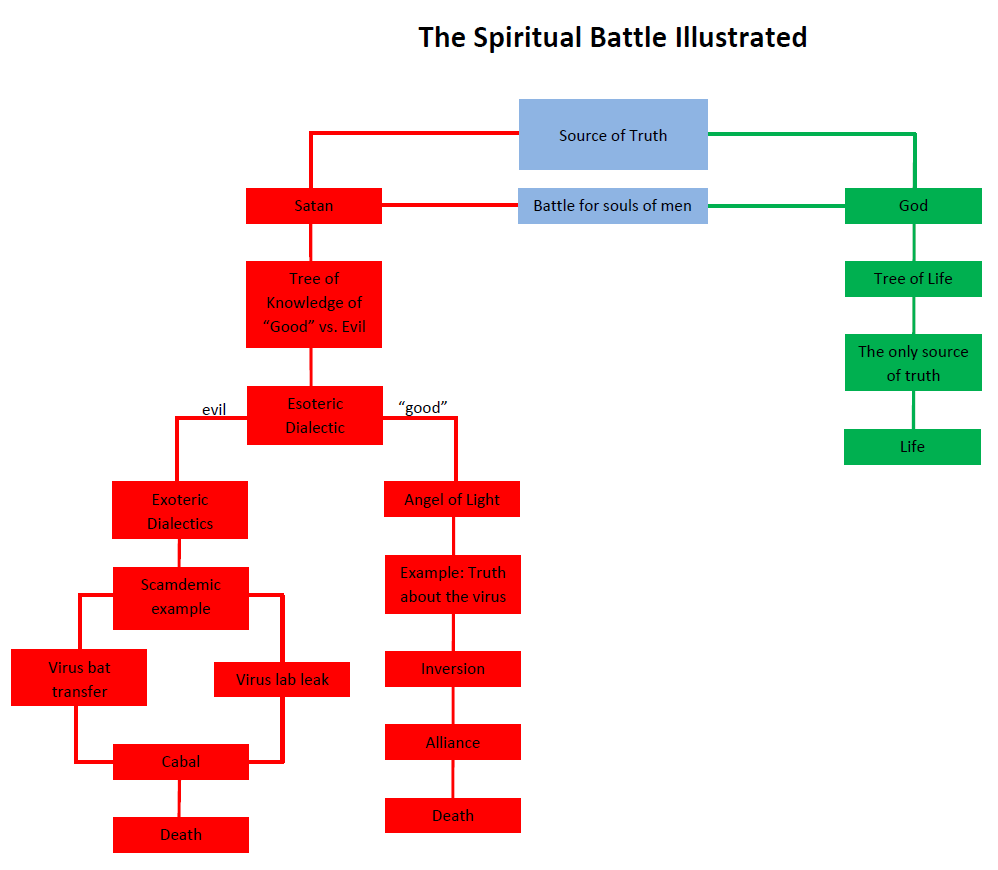 The Spiritual Battle Illustrated
Source of Truth
Satan
Battle for souls of men
God
Tree of
Knowledge of
“Good” vs. Evil
Tree of Life
The only source
of truth
evil
Esoteric
Dialectic
“good”
Life
Exoteric
Dialectics
Angel of Light
Scamdemic
example
Example: Truth
about the virus
Virus bat
transfer
Virus lab leak
Inversion
Cabal
Alliance
Death
Death